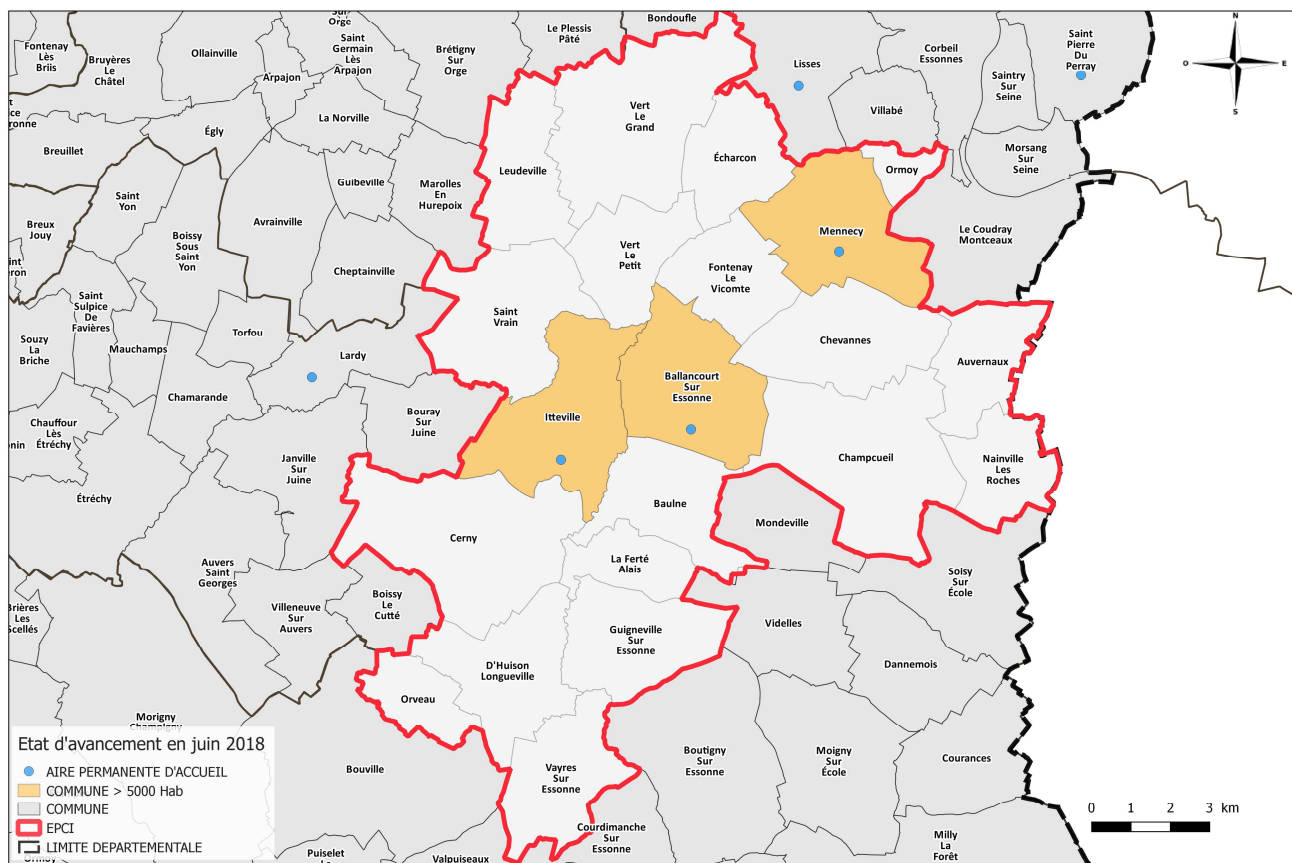 Fontenay
Lès
Briis
Bruyères
Le
Châtel
Ollainville
Arpajon
Orge
Saint
Germain
Lès
Arpajon
Brétigny
Sur
Orge
Le Plessis
Pâté
Bondoufle
Lisses
Corbeil
Essonnes
Saintry
Sur
Seine
Saint
Pierre
Du
Perray
N
O
E
S
Villabé
Morsang
Sur
Seine
La Norville
Égly
Breuillet
Vert
Le
Grand
Écharcon
Ormoy
Leudeville
Guibeville
Marolles
En
Hurepoix
Saint
Yon
Avrainville
Breux
Jouy
Boissy
Sous
Saint
Yon
Cheptainville
Vert
Le
Petit
Fontenay
Le
Vicomte
Mennecy
Le Coudray
Montceaux
Saint
Sulpice
De
Favières
Souzy
La
Briche
Mauchamps
Torfou
Lardy
Saint
Vrain
Chevannes
Auvernaux
Chamarande
Ballancourt
Sur
Essonne
Itteville
Bouray
Sur
Juine
Chauffour
Lès
Étréchy
Janville
Sur
Juine
Champcueil
Nainville
Les
Roches
Étréchy
Baulne
Mondeville
Cerny
La Ferté
Alais
Auvers
Saint
Georges
Soisy
Sur
École
Villeneuve
Sur
Auvers
Boissy
Le
Cutté
Guigneville
Sur
Essonne
Videlles
Dannemois
D'Huison
Longueville
Orveau
Morigny
Champigny
Bouville
Vayres
Sur
Essonne
Boutigny
Sur
Essonne
Moigny
Sur
École
Courances
Courdimanche
Sur
Essonne
Milly
La
Forêt
Puiselet
Valpuiseaux
Etat d'avancement en juin 2018
AIRE PERMANENTE D'ACCUEIL
COMMUNE > 5000 Hab
COMMUNE
EPCI
LIMITE DEPARTEMENTALE
0 1 2 3 km